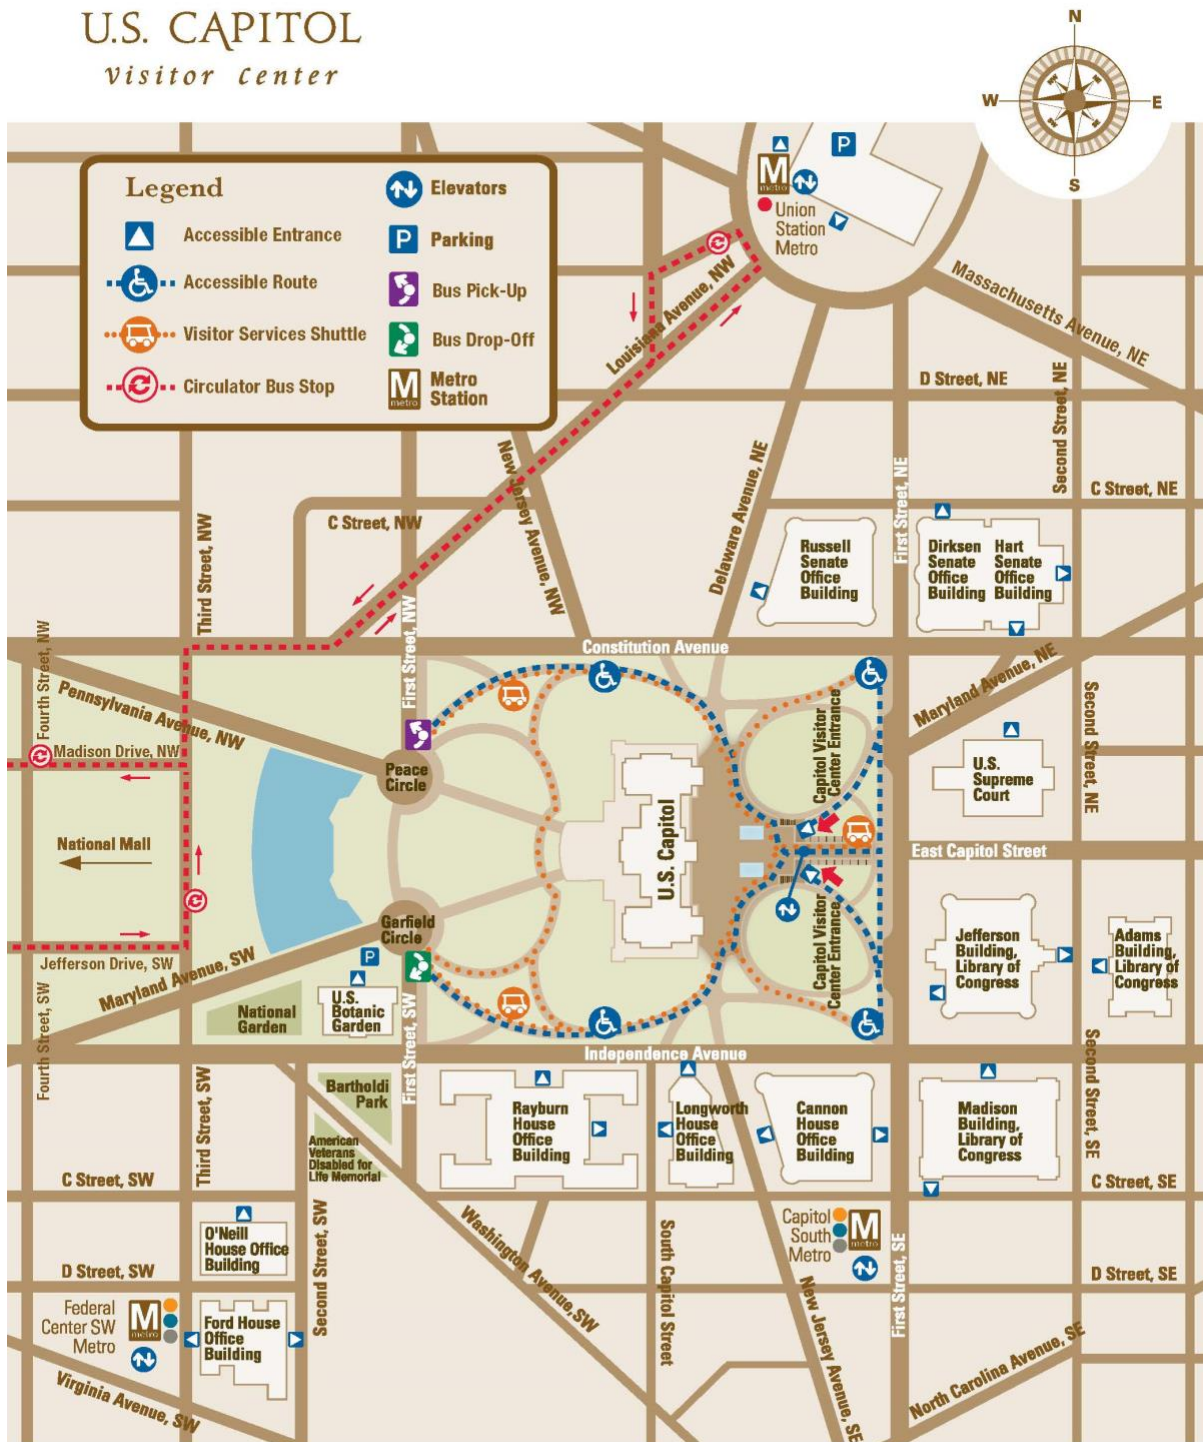 U.S. CAPITOL
Visitor Center
N
W
E
S
NW
NE
SW
SE
Legend
Accessible Entrance
Accessible Route
Visitor Services Shuttle
Circulator Bus Stop
Elevators
P
Parking
Bus Pick-Up
Bus Drop-Off
M
metro
Metro
Station
P
M
metro
Union
Station
Metro
Massachusetts Avenue, NE
Louisiana Avenue, NW
D Street, NE
Second Street, NE
C Street, NE
New Jersey Avenue, NW
Delaware Avenue, NE
First Street, NE
C Street, NW
Third Street, NW
First Street, NW
Russell
Senate
Office
Building
Dirksen
Senate
Office
Building
Hart
Senate
Office
Building
Constitution Avenue
Fourth Street, NW
Pennsylvania Avenue, NW
Madison Drive, NW
Maryland Avenue, NE
Second Street, NE
Peace
Circle
Capitol Visitor
Center Entrance
U.S.
Supreme
Court
National Mall
U.S. Capitol
East Capitol Street
Garfield
Circle
Capitol Visitor
Center Entrance
Jefferson
Building,
Library of
Congress
Adams
Building,
Library of
Congress
Jefferson Drive, SW
Maryland Avenue, SW
P
National
Garden
U.S.
Botanic
Garden
Fourth Street, SW
First Street, SW
Independence Avenue
Second Street, SE
Third Street, SW
Bartholdi
Park
American
Veterans
Disabled for
Life Memorial
Rayburn
House
Office
Building
Longworth
House
Office
Building
Cannon
House
Office
Building
Madison
Building,
Library of
Congress
C Street, SW
C Street, SE
O'Neill
House Office
Building
Second Street, SW
Washington Avenue, SW
South Capitol Street
Capitol
South
Metro
M
metro
First Street, SE
D Street, SW
D Street, SE
Federal
Center SW
Metro
M
metro
Ford House
Office
Building
New Jersey Avenue, SE
North Carolina Avenue, SE
Virginia Avenue, SW